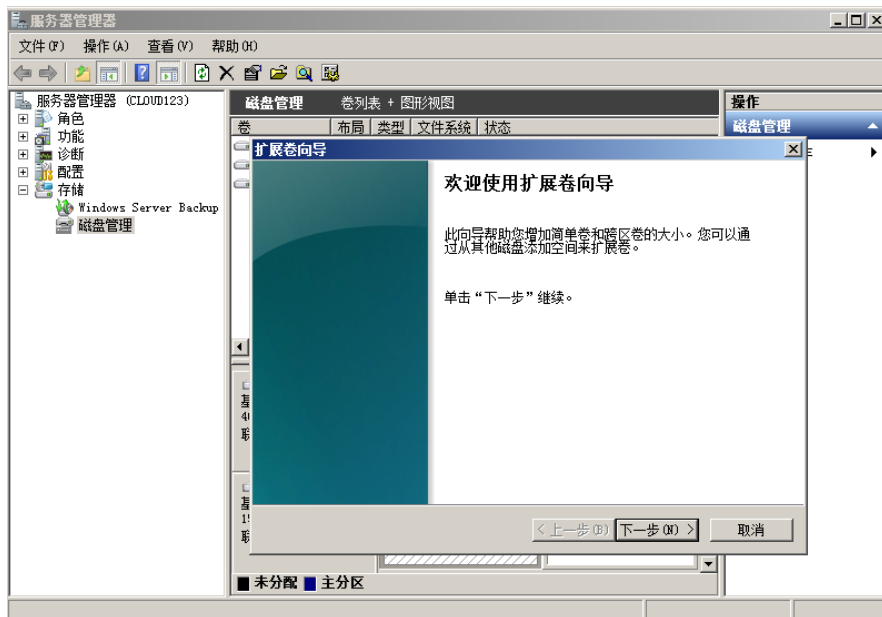 服务器管理器
文件(F) 操作(A) 查看(V) 帮助(H)
服务器管理器 (CLOUD123)
角色
功能
诊断
配置
存储
Windows Server Backup
磁盘管理
磁盘管理 卷列表 + 图形视图
卷 布局 类型 文件系统 状态
操作
磁盘管理
扩展卷向导
欢迎使用扩展卷向导
此向导帮助您增加简单卷和跨区卷的大小。您可以通
过从其他磁盘添加空间来扩展卷。
单击“下一步”继续。
< 上一步(B) 下一步(N) > 取消
未分配 主分区